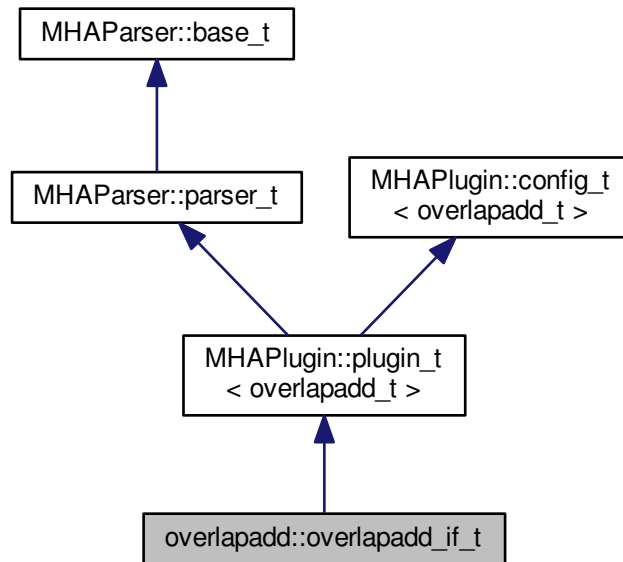 MHAParser::base_t
MHAParser::parser_t
MHAPlugin::config_t
< overlapadd_t >
MHAPlugin::plugin_t
< overlapadd_t >
overlapadd::overlapadd_if_t